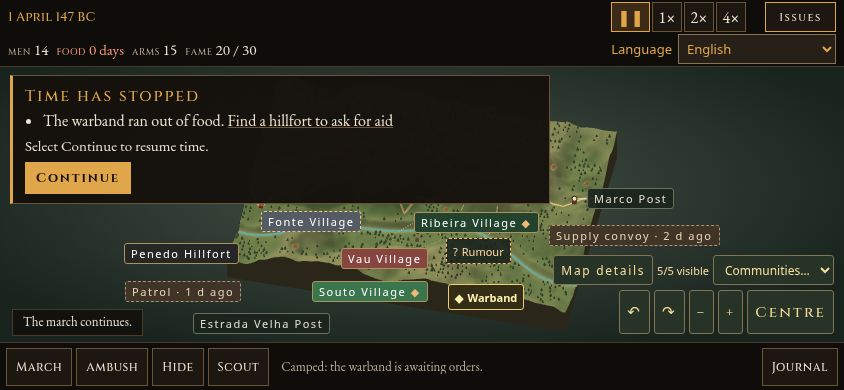 1 April 147 BC
❚❚ 1× 2× 4× Issues
MEN 14 FOOD 0 days ARMS 15 FAME 20 / 30
Language English
Time has stopped
• The warband ran out of food. Find a hillfort to ask for aid
Select Continue to resume time.
Continue
Marco Post
Fonte Village
Ribeira Village ◆
Supply convoy · 2 d ago
Penedo Hillfort
Vau Village
? Rumour
Map details 5/5 visible Communities...
Patrol · 1 d ago
Souto Village ◆
◆ Warband
↶ ↷ − + Centre
The march continues.
Estrada Velha Post
March Ambush Hide Scout Camped: the warband is awaiting orders. Journal